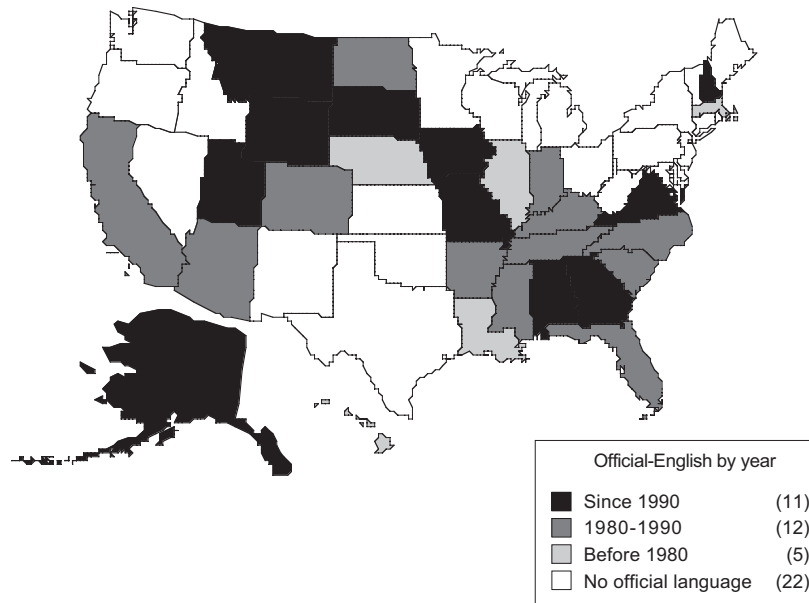 Official-English by year
Since 1990 (11)
1980-1990 (12)
Before 1980 (5)
No official language (22)